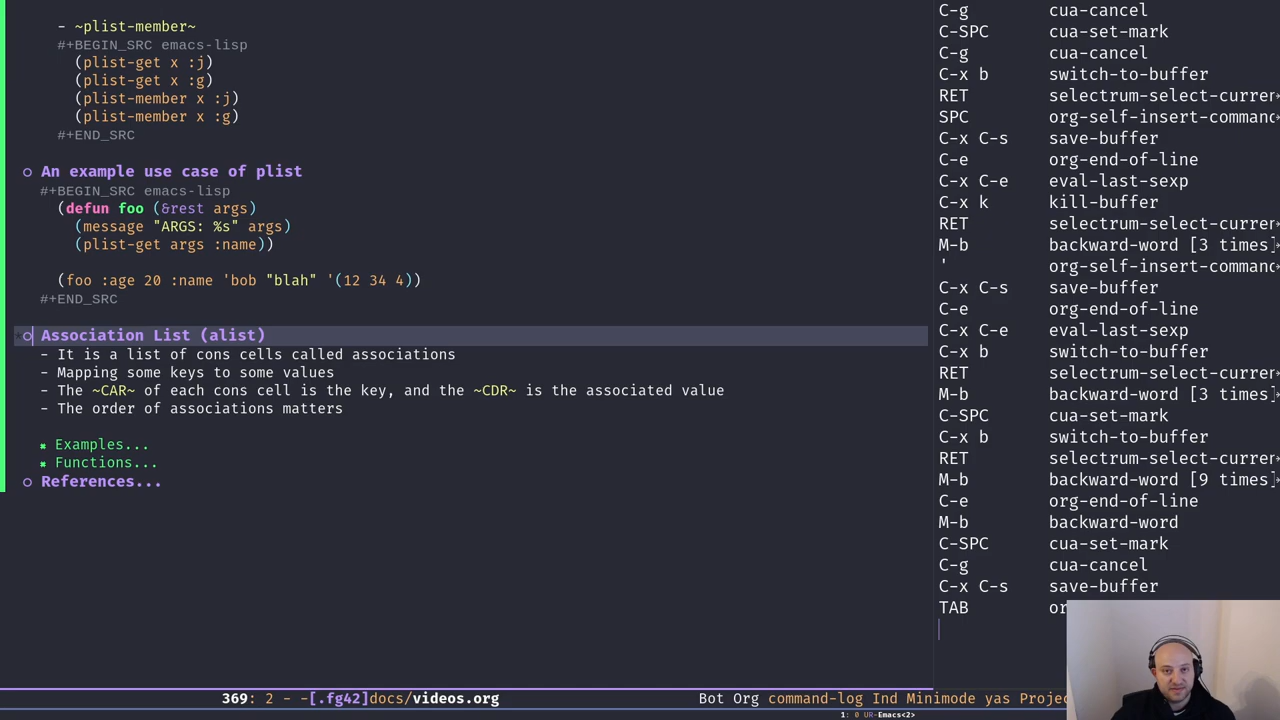 - ~plist-member~
#+BEGIN_SRC emacs-lisp
(plist-get x :j)
(plist-get x :g)
(plist-member x :j)
(plist-member x :g)
#+END_SRC
○ An example use case of plist
#+BEGIN_SRC emacs-lisp
(defun foo (&rest args)
(message "ARGS: %s" args)
(plist-get args :name))
(foo :age 20 :name 'bob "blah" '(12 34 4))
#+END_SRC
○ Association List (alist)
- It is a list of cons cells called associations
- Mapping some keys to some values
- The ~CAR~ of each cons cell is the key, and the ~CDR~ is the associated value
- The order of associations matters
Examples...
Functions...
○ References...
369: 2 - -[.fg42]docs/videos.org Bot Org command-log Ind Minimode yas Projec
C-g cua-cancel
C-SPC cua-set-mark
C-g cua-cancel
C-x b switch-to-buffer
RET selectrum-select-curren
SPC org-self-insert-command
C-x C-s save-buffer
C-e org-end-of-line
C-x C-e eval-last-sexp
C-x k kill-buffer
RET selectrum-select-curren
M-b backward-word [3 times]
' org-self-insert-command
C-x C-s save-buffer
C-e org-end-of-line
C-x C-e eval-last-sexp
C-x b switch-to-buffer
RET selectrum-select-curren
M-b backward-word [3 times]
C-SPC cua-set-mark
C-x b switch-to-buffer
RET selectrum-select-curren
M-b backward-word [9 times]
C-e org-end-of-line
M-b backward-word
C-SPC cua-set-mark
C-g cua-cancel
C-x C-s save-buffer
TAB or
1: 0 UR-Emacs<2>